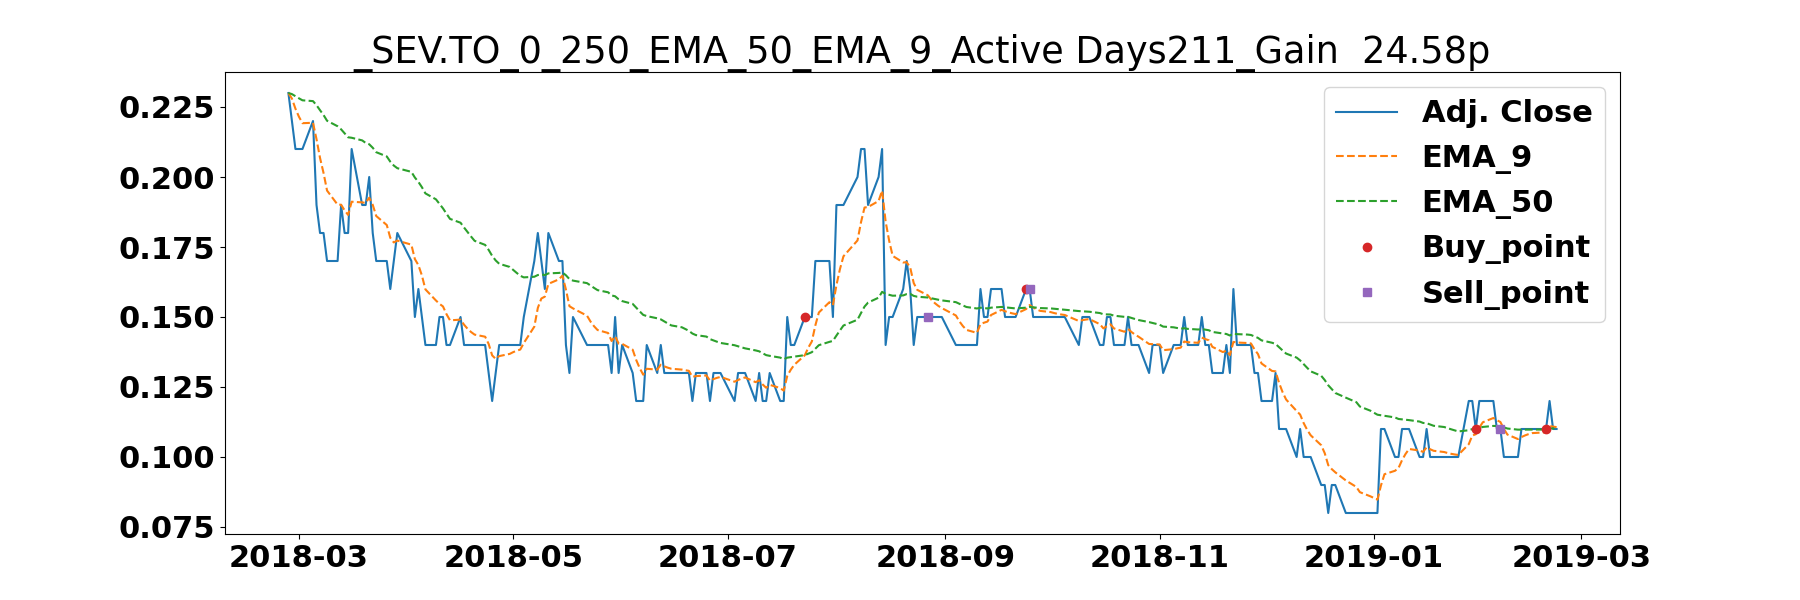 _SEV.TO_0_250_EMA_50_EMA_9_Active Days211_Gain  24.58p
0.225
0.200
0.175
0.150
0.125
0.100
0.075
2018-03 2018-05 2018-07 2018-09 2018-11 2019-01 2019-03
Adj. Close
EMA_9
EMA_50
Buy_point
Sell_point